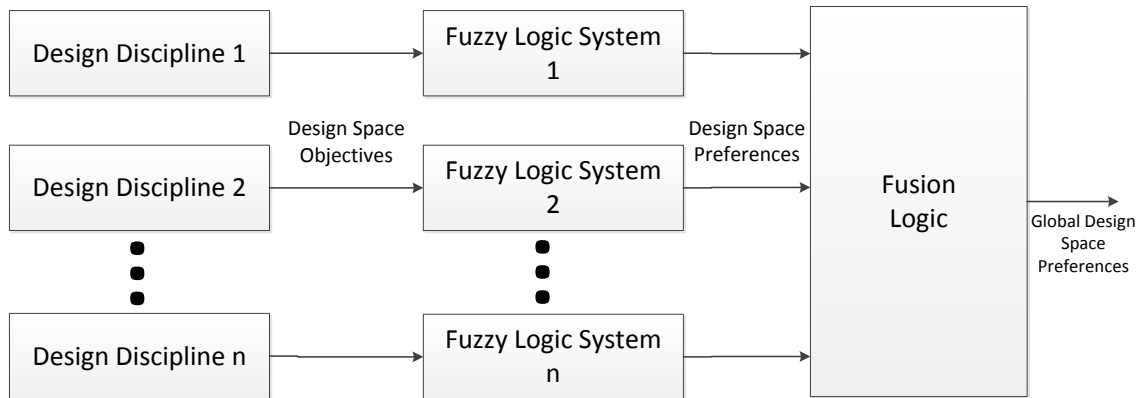 Design Discipline 1
Fuzzy Logic System
1
Design Space
Objectives
Design Space
Preferences
Design Discipline 2
Fuzzy Logic System
2
Fusion
Logic
Global Design
Space
Preferences
Design Discipline n
Fuzzy Logic System
n